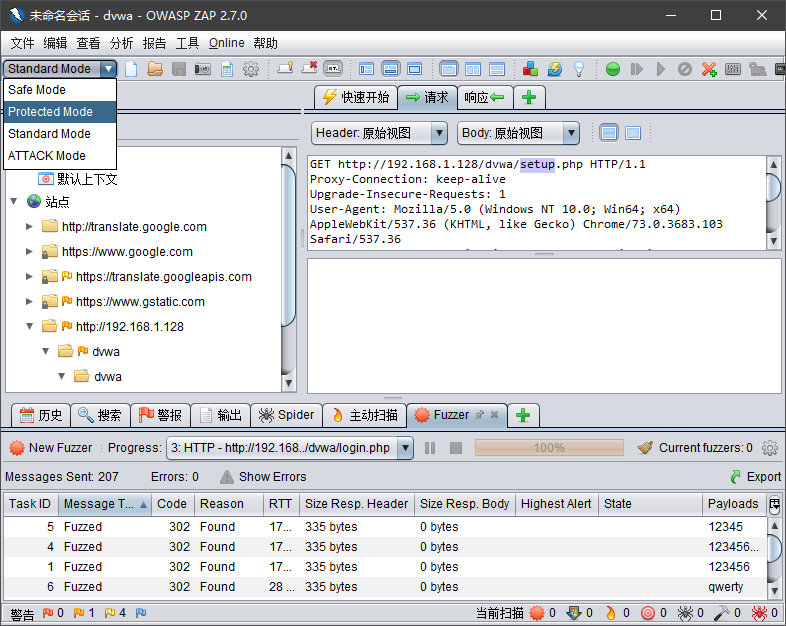 未命名会话 - dvwa - OWASP ZAP 2.7.0
文件 编辑 查看 分析 报告 工具 Online 帮助
Standard Mode
Safe Mode
Protected Mode
Standard Mode
ATTACK Mode
快速开始 请求 响应
Header: 原始视图 Body: 原始视图
GET http://192.168.1.128/dvwa/setup.php HTTP/1.1
Proxy-Connection: keep-alive
Upgrade-Insecure-Requests: 1
User-Agent: Mozilla/5.0 (Windows NT 10.0; Win64; x64)
AppleWebKit/537.36 (KHTML, like Gecko) Chrome/73.0.3683.103
Safari/537.36
默认上下文
站点
http://translate.google.com
https://www.google.com
https://translate.googleapis.com
https://www.gstatic.com
http://192.168.1.128
dvwa
dvwa
历史 搜索 警报 输出 Spider 主动扫描 Fuzzer
New Fuzzer Progress: 3: HTTP - http://192.168../dvwa/login.php 100% Current fuzzers: 0
Messages Sent: 207 Errors: 0 Show Errors Export
Task ID Message T... Code Reason RTT Size Resp. Header Size Resp. Body Highest Alert State Payloads
5 Fuzzed 302 Found 17... 335 bytes 0 bytes 12345
4 Fuzzed 302 Found 17... 335 bytes 0 bytes 123456...
1 Fuzzed 302 Found 17... 335 bytes 0 bytes 123456
6 Fuzzed 302 Found 28 ... 335 bytes 0 bytes qwerty
警告 0 1 4 当前扫描 0 0 0 0 0 0 0